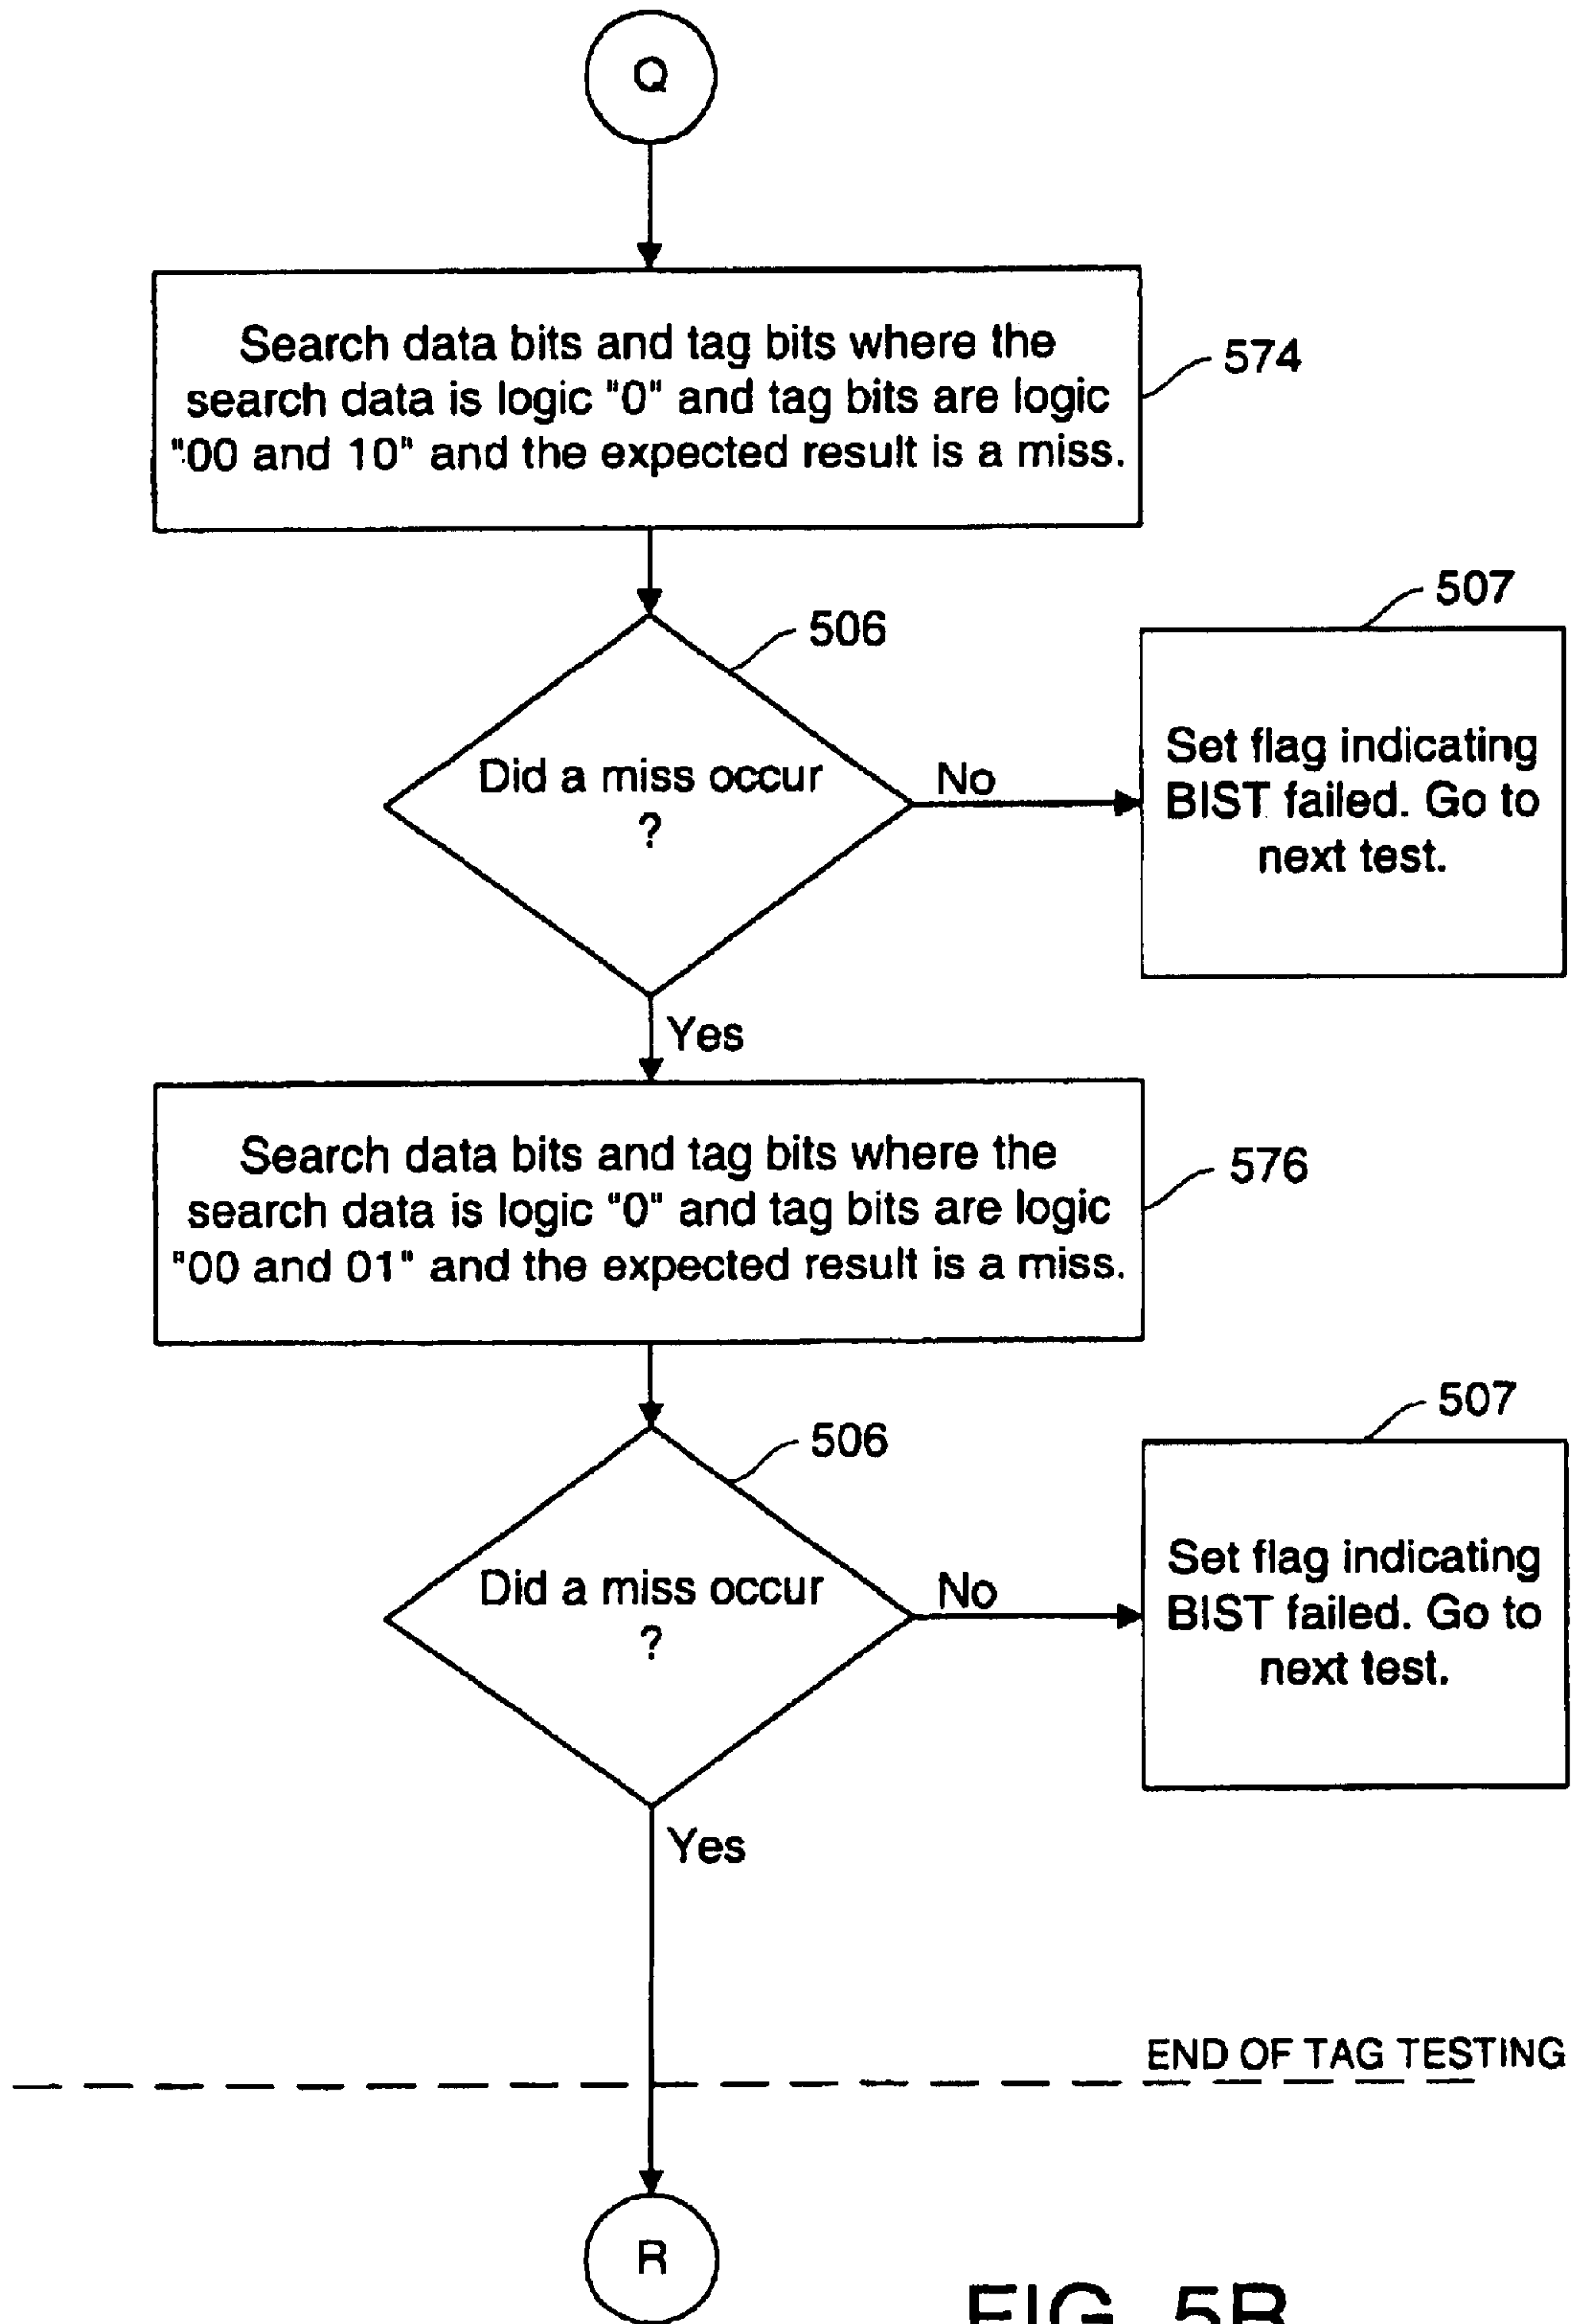 Q
Search data bits and tag bits where the
search data is logic "0" and tag bits are logic
"00 and 10" and the expected result is a miss.
574
506
Did a miss occur
?
No
507
Set flag indicating
BIST failed. Go to
next test.
Yes
Search data bits and tag bits where the
search data is logic "0" and tag bits are logic
"00 and 01" and the expected result is a miss.
576
506
Did a miss occur
?
No
507
Set flag indicating
BIST failed. Go to
next test.
Yes
END OF TAG TESTING
R